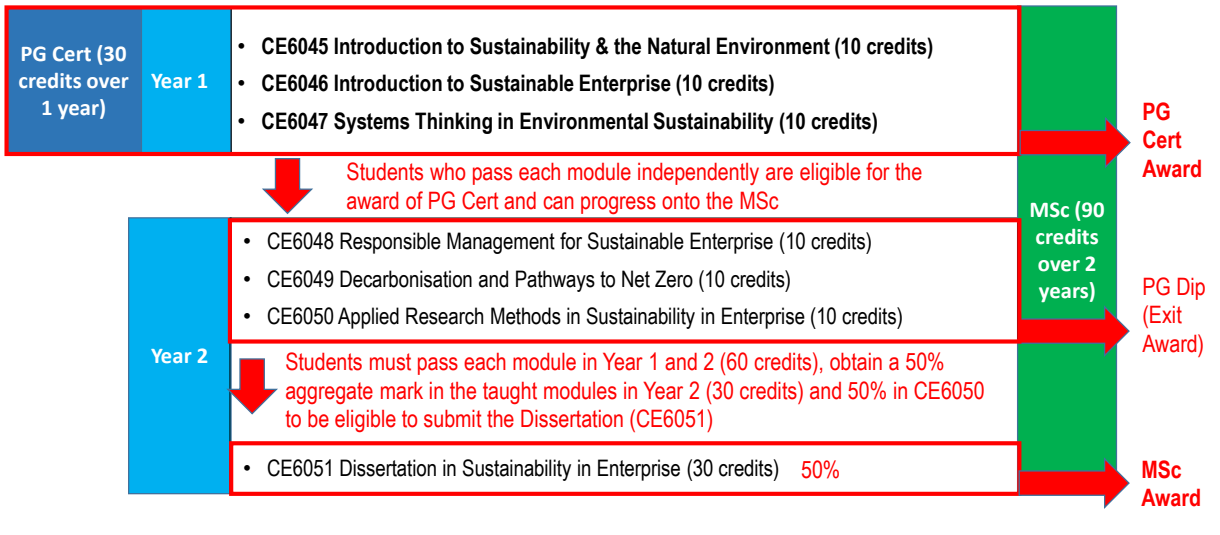 PG Cert (30
credits over
1 year)
Year 1
• CE6045 Introduction to Sustainability & the Natural Environment (10 credits)
• CE6046 Introduction to Sustainable Enterprise (10 credits)
• CE6047 Systems Thinking in Environmental Sustainability (10 credits)
PG
Cert
Award
Students who pass each module independently are eligible for the
award of PG Cert and can progress onto the MSc
MSc (90
credits
over 2
years)
Year 2
• CE6048 Responsible Management for Sustainable Enterprise (10 credits)
• CE6049 Decarbonisation and Pathways to Net Zero (10 credits)
• CE6050 Applied Research Methods in Sustainability in Enterprise (10 credits)
PG Dip
(Exit
Award)
Students must pass each module in Year 1 and 2 (60 credits), obtain a 50%
aggregate mark in the taught modules in Year 2 (30 credits) and 50% in CE6050
to be eligible to submit the Dissertation (CE6051)
• CE6051 Dissertation in Sustainability in Enterprise (30 credits) 50%
MSc
Award